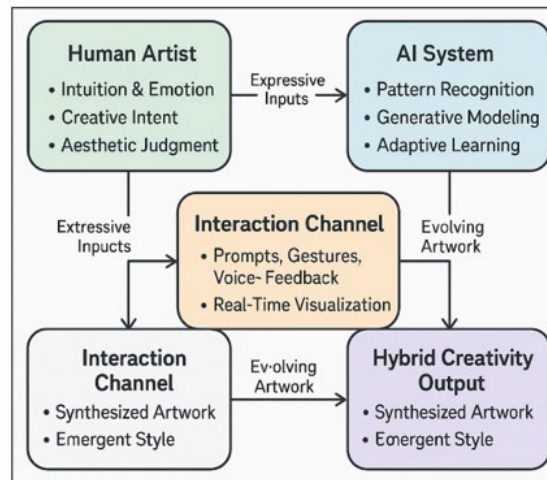 Human Artist
• Intuition & Emotion
• Creative Intent
• Aesthetic Judgment
Expressive
Inputs
AI System
• Pattern Recognition
• Generative Modeling
• Adaptive Learning
Extressive
Inpucts
Interaction Channel
• Prompts, Gestures,
Voice- Feedback
• Real-Time Visualization
Evolving
Artwork
Interaction
Channel
• Synthesized Artwork
• Emergent Style
Ev·olving
Artwork
Hybrid Creativity
Output
• Synthesized Artwork
• Eɱergent Style